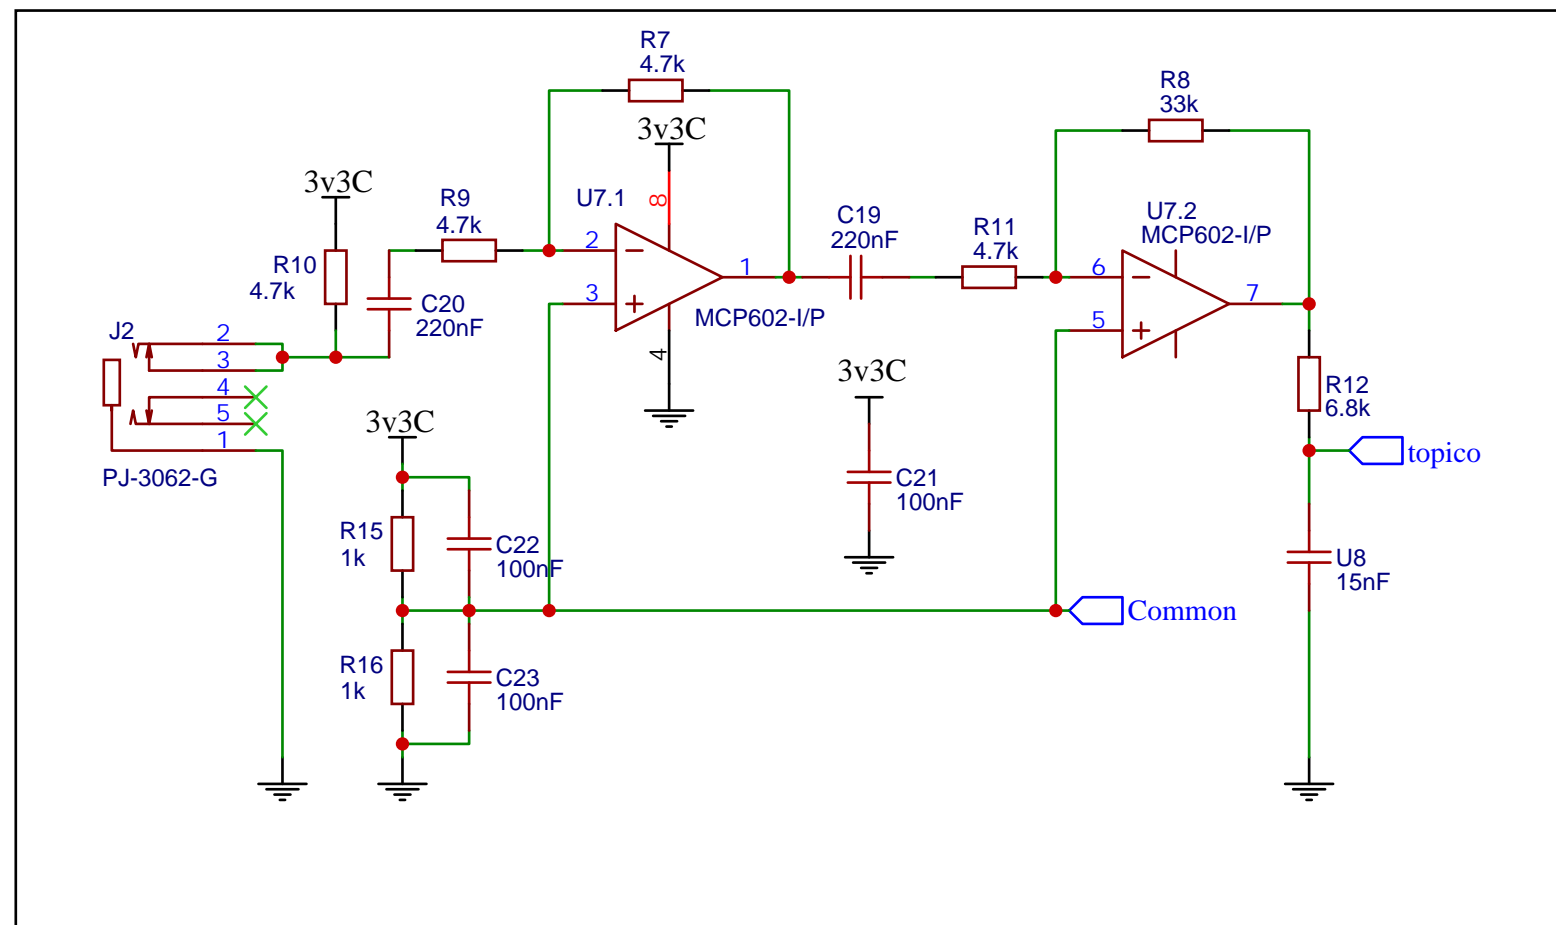 R7
4.7k
R8
33k
3v3C
3v3C
U7.1
8
R9
4.7k
2
3
1
MCP602-I/P
4
R10
4.7k
C20
220nF
C19
220nF
R11
4.7k
U7.2
MCP602-I/P
6
5
7
J2
2
3
4
5
1
PJ-3062-G
3v3C
R12
6.8k
topico
3v3C
C21
100nF
R15
1k
C22
100nF
U8
15nF
Common
R16
1k
C23
100nF